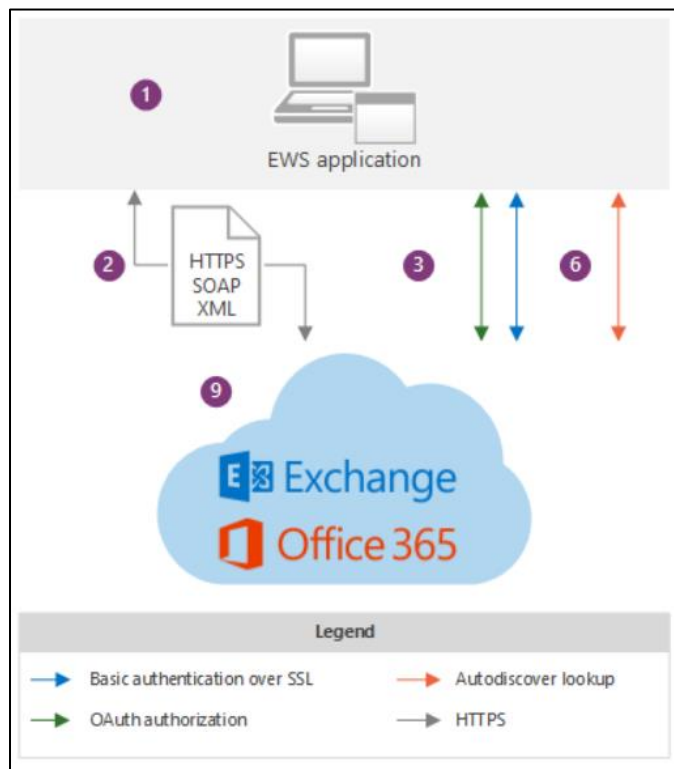 1
EWS application
2
HTTPS
SOAP
XML
3
6
9
E Exchange
Office 365
Legend
Basic authentication over SSL
Autodiscover lookup
OAuth authorization
HTTPS